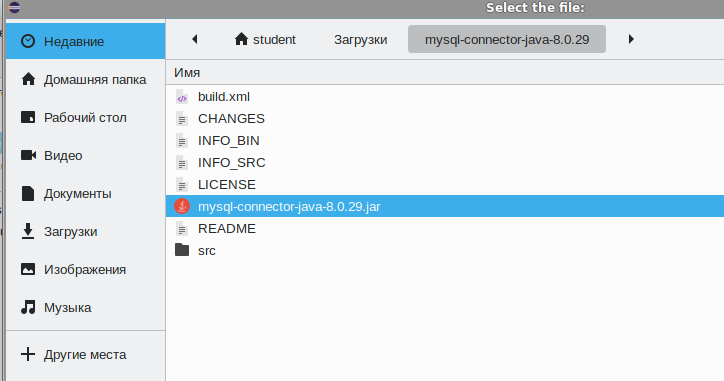 Select the file:
Недавние
student Загрузки mysql-connector-java-8.0.29
Имя
Домашняя папка
Рабочий стол
Видео
Документы
Загрузки
Изображения
Музыка
Другие места
build.xml
CHANGES
INFO_BIN
INFO_SRC
LICENSE
mysql-connector-java-8.0.29.jar
README
src